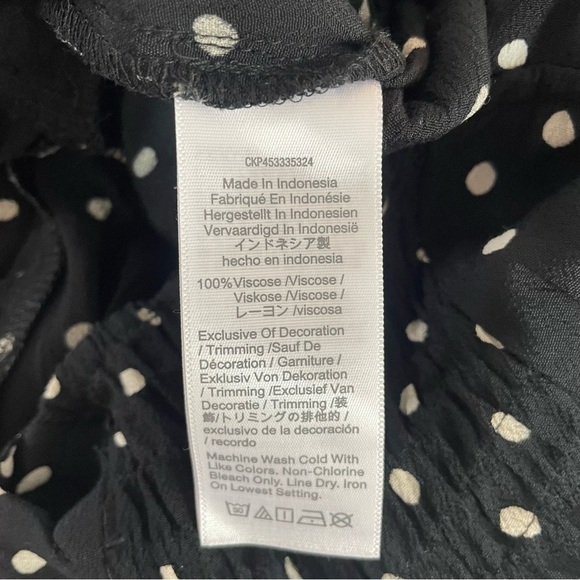 CKP453335324
Made In Indonesia
Fabriqué En Indonésie
Hergestellt In Indonesien
Vervaardigd In Indonesië
インドネシア製
hecho en indonesia
100%Viscose /Viscose /
Viskose /Viscose /
レーヨン /viscosa
Exclusive Of Decoration
/ Trimming /Sauf De
Décoration / Garniture /
Exklusiv Von Dekoration
/ Trimming /Exclusief Van
Decoratie / Trimming /装
飾/トリミングの排他的 /
exclusivo de la decoración
/ recordo
Machine Wash Cold With
Like Colors. Non-Chlorine
Bleach Only. Line Dry. Iron
On Lowest Setting.